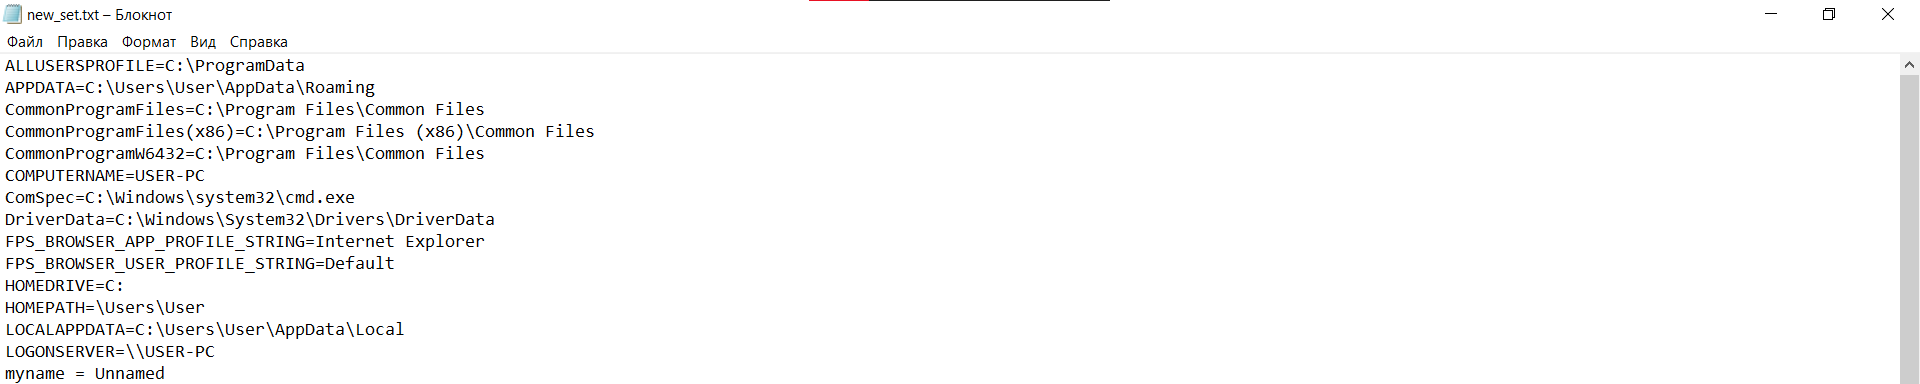 new_set.txt – Блокнот
Файл Правка Формат Вид Справка
ALLUSERSPROFILE=C:\ProgramData
APPDATA=C:\Users\User\AppData\Roaming
CommonProgramFiles=C:\Program Files\Common Files
CommonProgramFiles(x86)=C:\Program Files (x86)\Common Files
CommonProgramW6432=C:\Program Files\Common Files
COMPUTERNAME=USER-PC
ComSpec=C:\Windows\system32\cmd.exe
DriverData=C:\Windows\System32\Drivers\DriverData
FPS_BROWSER_APP_PROFILE_STRING=Internet Explorer
FPS_BROWSER_USER_PROFILE_STRING=Default
HOMEDRIVE=C:
HOMEPATH=\Users\User
LOCALAPPDATA=C:\Users\User\AppData\Local
LOGONSERVER=\\USER-PC
myname = Unnamed